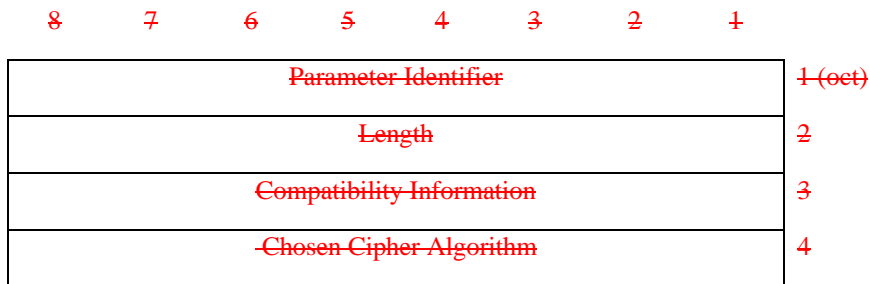 8 7 6 5 4 3 2 1
Parameter Identifier 1 (oct)
Length 2
Compatibility Information 3
Chosen Cipher Algorithm 4